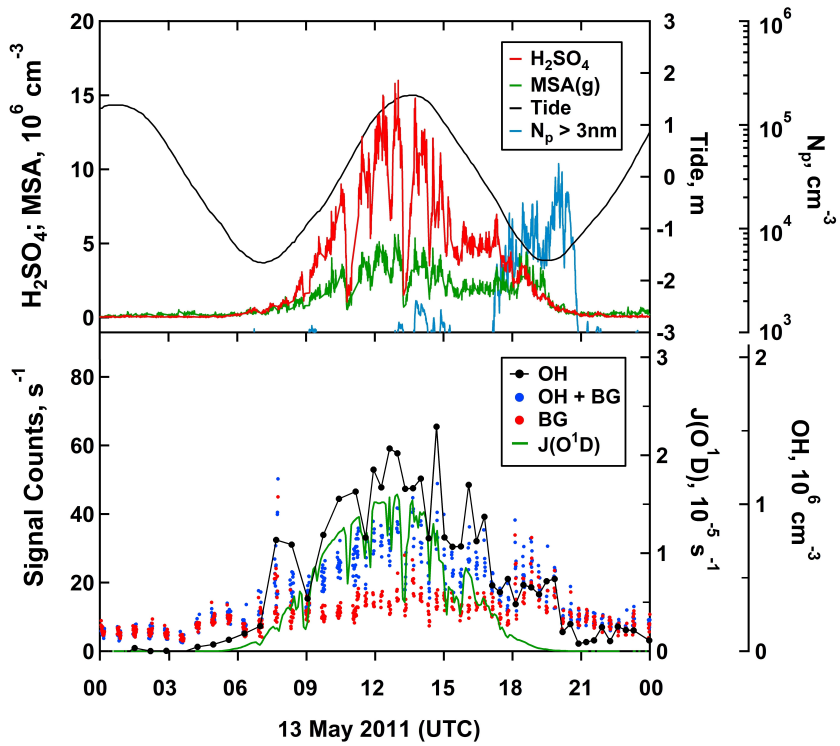 20
15
10
5
0
H₂SO₄; MSA, 10⁶ cm⁻³
H₂SO₄
MSA(g)
Tide
Nₚ > 3nm
3
2
1
0
-1
-2
-3
Tide, m
10⁶
10⁵
10⁴
10³
Nₚ, cm⁻³
80
60
40
20
0
Signal Counts, s⁻¹
OH
OH + BG
BG
J(O¹D)
3
2
1
0
J(O¹D), 10⁻⁵ s⁻¹
2
1
0
OH, 10⁶ cm⁻³
00 03 06 09 12 15 18 21 00
13 May 2011 (UTC)